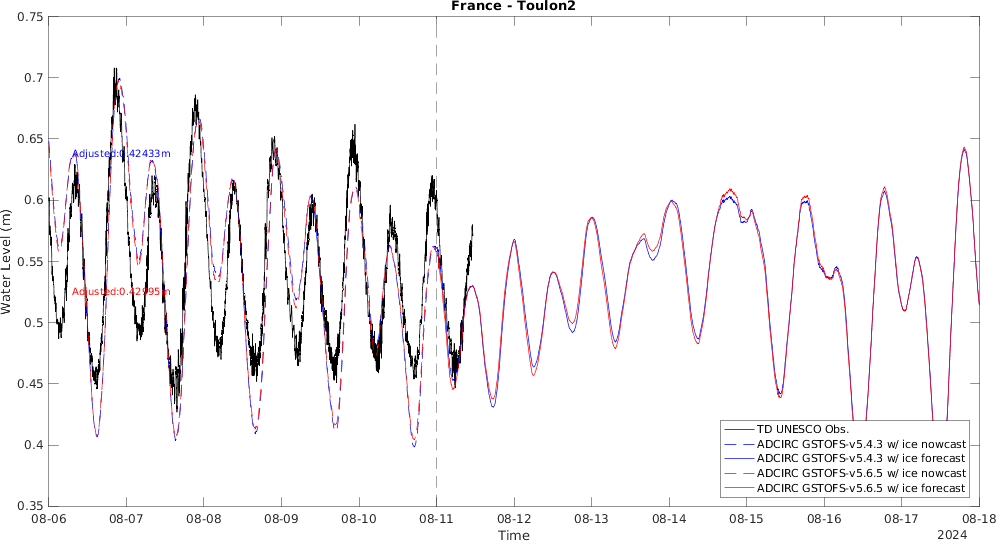 France - Toulon2
0.75
0.7
0.65
0.6
0.55
0.5
0.45
0.4
0.35
Water Level (m)
Adjusted:0.42433m
Adjusted:0.42995m
TD UNESCO Obs.
ADCIRC GSTOFS-v5.4.3 w/ ice nowcast
ADCIRC GSTOFS-v5.4.3 w/ ice forecast
ADCIRC GSTOFS-v5.6.5 w/ ice nowcast
ADCIRC GSTOFS-v5.6.5 w/ ice forecast
08-06 08-07 08-08 08-09 08-10 08-11 08-12 08-13 08-14 08-15 08-16 08-17 08-18
Time
2024